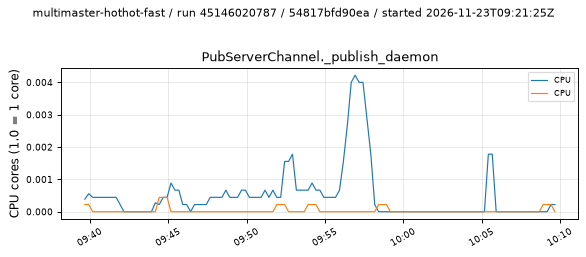 multimaster-hothot-fast / run 45146020787 / 54817bfd90ea / started 2026-11-23T09:21:25Z
PubServerChannel._publish_daemon
CPU cores (1.0 = 1 core)
0.004
0.003
0.002
0.001
0.000
CPU
CPU
09:40
09:45
09:50
09:55
10:00
10:05
10:10